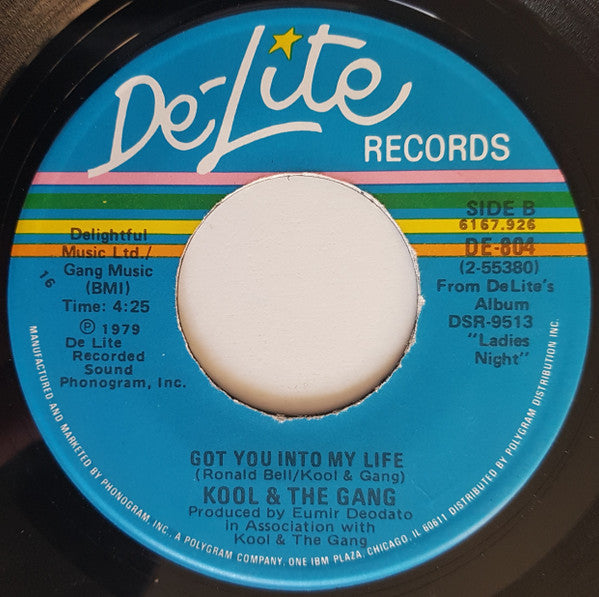 De-Lite
RECORDS
SIDE B
6167.926
DE-804
(2-55380)
From DeLite's
Album
DSR-9513
"Ladies
Night"
Delightful
Music Ltd./
Gang Music
(BMI)
Time: 4:25
16
℗ 1979
De Lite
Recorded
Sound
Phonogram, Inc.
GOT YOU INTO MY LIFE
(Ronald Bell/Kool & Gang)
KOOL & THE GANG
Produced by Eumir Deodato
in Association with
Kool & The Gang
MANUFACTURED AND MARKETED BY PHONOGRAM, INC., A POLYGRAM COMPANY, ONE IBM PLAZA, CHICAGO, IL 60611 DISTRIBUTED BY POLYGRAM DISTRIBUTION INC.